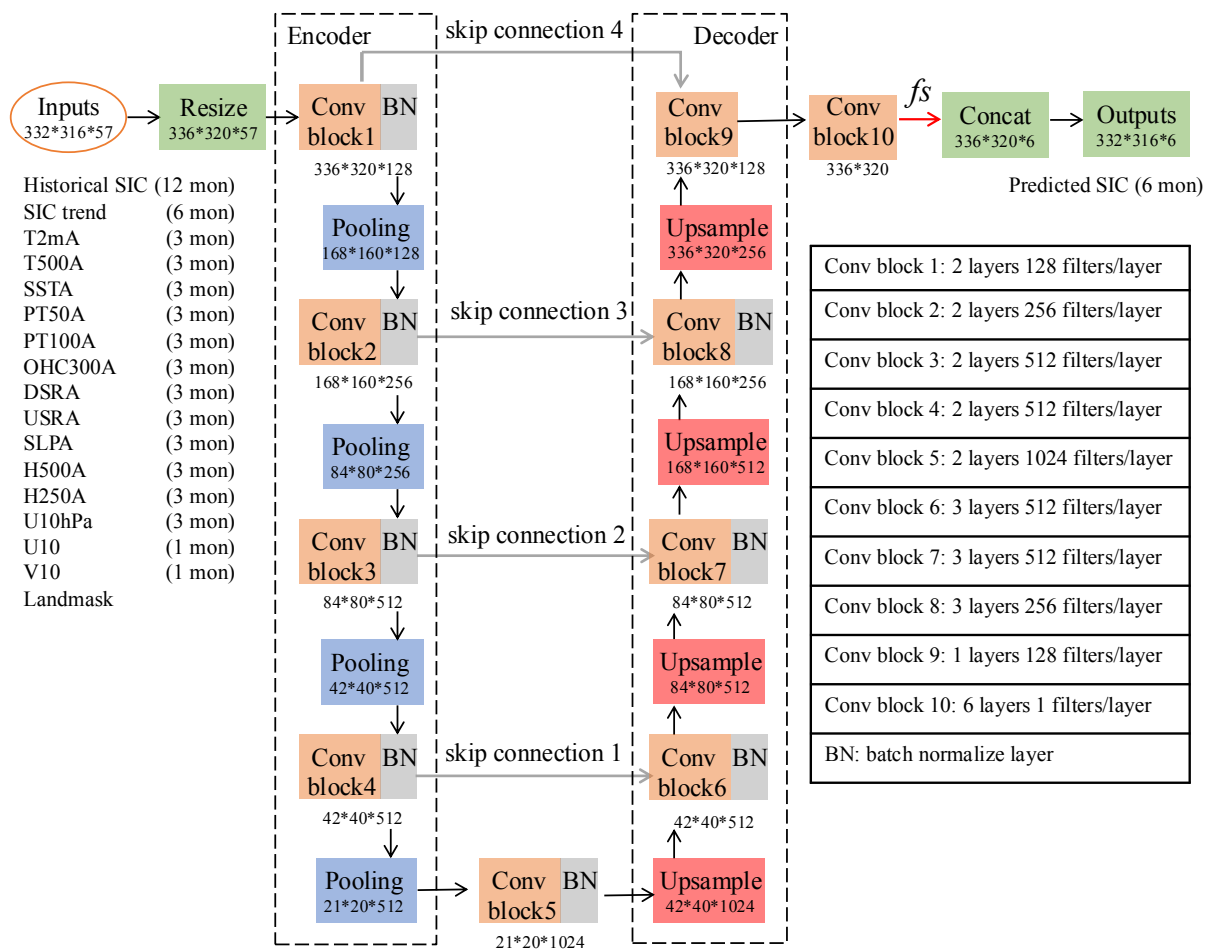 Encoder
skip connection 4
Decoder
Inputs
332*316*57
Resize
336*320*57
Conv
block1
BN
336*320*128
Conv
block9
336*320*128
Conv
block10
336*320
fs
Concat
336*320*6
Outputs
332*316*6
Predicted SIC (6 mon)
Historical SIC (12 mon)
SIC trend (6 mon)
T2mA (3 mon)
T500A (3 mon)
SSTA (3 mon)
PT50A (3 mon)
PT100A (3 mon)
OHC300A (3 mon)
DSRA (3 mon)
USRA (3 mon)
SLPA (3 mon)
H500A (3 mon)
H250A (3 mon)
U10hPa (3 mon)
U10 (1 mon)
V10 (1 mon)
Landmask
Pooling
168*160*128
Upsample
336*320*256
Conv
block2
BN
168*160*256
skip connection 3
Conv
block8
BN
168*160*256
Pooling
84*80*256
Upsample
168*160*512
Conv
block3
BN
84*80*512
skip connection 2
Conv
block7
BN
84*80*512
Pooling
42*40*512
Upsample
84*80*512
Conv
block4
BN
42*40*512
skip connection 1
Conv
block6
BN
42*40*512
Pooling
21*20*512
Conv
block5
BN
21*20*1024
Upsample
42*40*1024
Conv block 1: 2 layers 128 filters/layer
Conv block 2: 2 layers 256 filters/layer
Conv block 3: 2 layers 512 filters/layer
Conv block 4: 2 layers 512 filters/layer
Conv block 5: 2 layers 1024 filters/layer
Conv block 6: 3 layers 512 filters/layer
Conv block 7: 3 layers 512 filters/layer
Conv block 8: 3 layers 256 filters/layer
Conv block 9: 1 layers 128 filters/layer
Conv block 10: 6 layers 1 filters/layer
BN: batch normalize layer